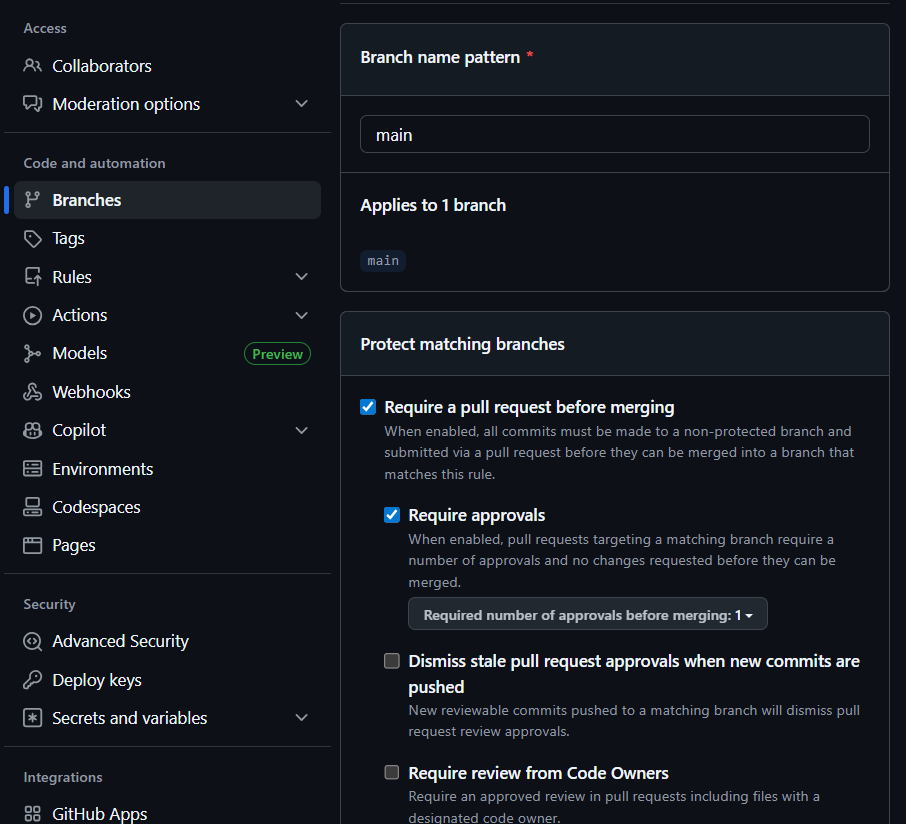 Access
Collaborators
Moderation options
Code and automation
Branches
Tags
Rules
Actions
Models Preview
Webhooks
Copilot
Environments
Codespaces
Pages
Security
Advanced Security
Deploy keys
Secrets and variables
Integrations
GitHub Apps
Branch name pattern *
main
Applies to 1 branch
main
Protect matching branches
Require a pull request before merging
When enabled, all commits must be made to a non-protected branch and
submitted via a pull request before they can be merged into a branch that
matches this rule.
Require approvals
When enabled, pull requests targeting a matching branch require a
number of approvals and no changes requested before they can be
merged.
Required number of approvals before merging: 1
Dismiss stale pull request approvals when new commits are
pushed
New reviewable commits pushed to a matching branch will dismiss pull
request review approvals.
Require review from Code Owners
Require an approved review in pull requests including files with a
designated code owner.